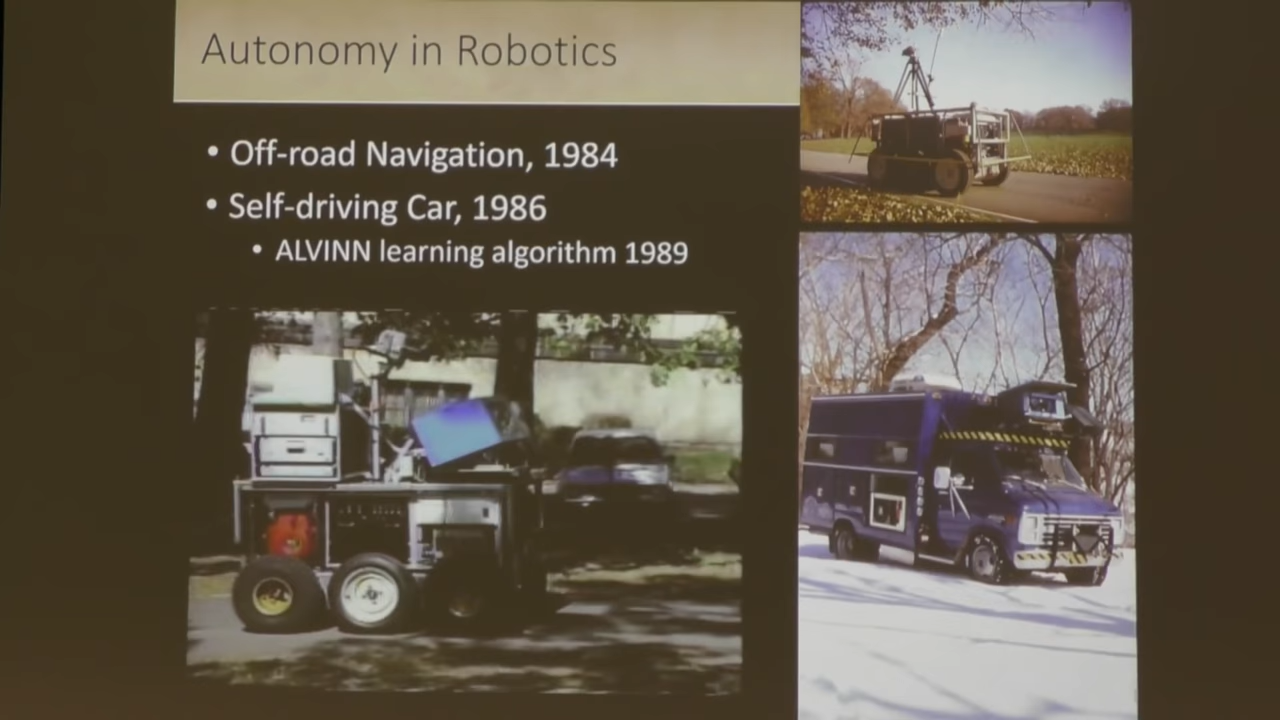 Autonomy in Robotics
• Off-road Navigation, 1984
• Self-driving Car, 1986
• ALVINN learning algorithm 1989